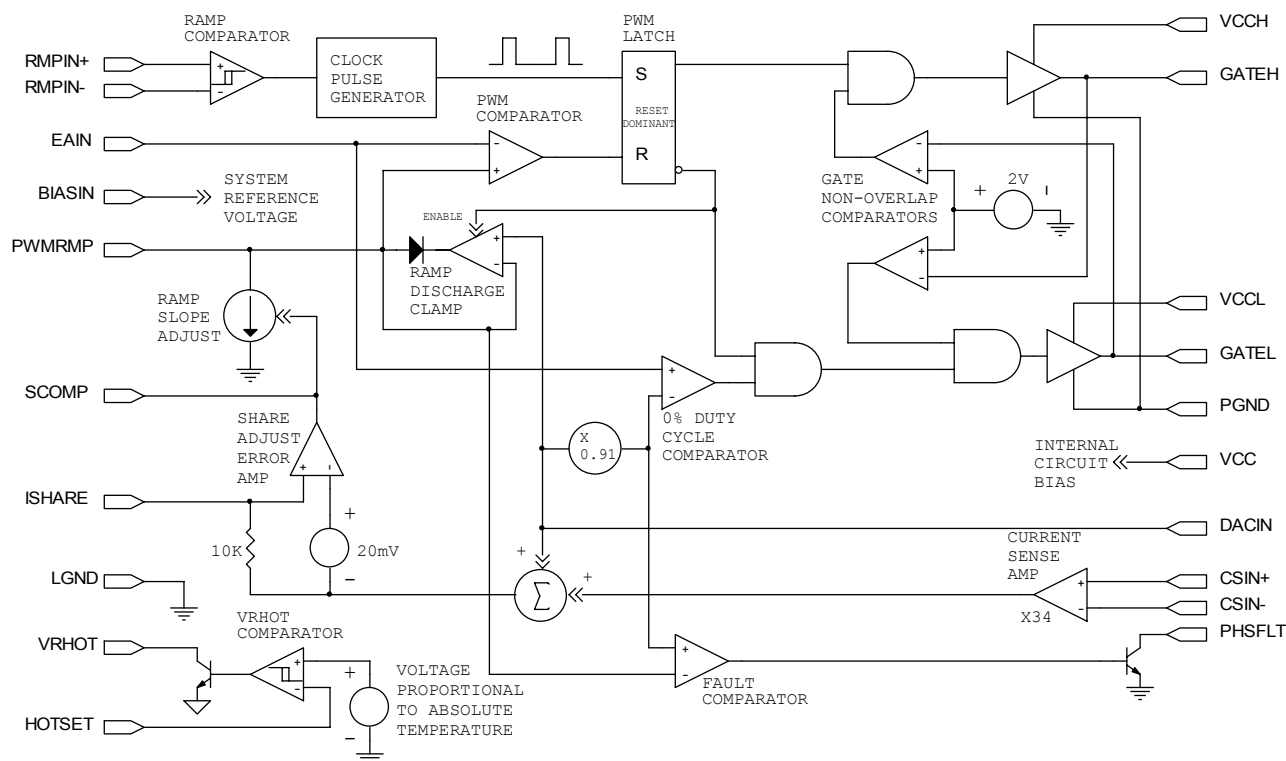 RAMP
COMPARATOR
PWM
LATCH
VCCH
RMPIN+
+
CLOCK
PULSE
GENERATOR
S
GATEH
RMPIN-
-
PWM
COMPARATOR
RESET
DOMINANT
EAIN
-
+
R
-
+
BIASIN
SYSTEM
REFERENCE
VOLTAGE
GATE
NON-OVERLAP
COMPARATORS
+
2V
-
ENABLE
PWMRMP
+
-
RAMP
DISCHARGE
CLAMP
+
-
RAMP
SLOPE
ADJUST
VCCL
GATEL
SCOMP
+
-
0% DUTY
CYCLE
COMPARATOR
PGND
SHARE
ADJUST
ERROR
AMP
+
-
X
0.91
INTERNAL
CIRCUIT
BIAS
VCC
ISHARE
+
10K
20mV
-
DACIN
CURRENT
SENSE
AMP
+
Σ
+
+
-
X34
CSIN+
CSIN-
LGND
VRHOT
COMPARATOR
VRHOT
+
-
+
-
VOLTAGE
PROPORTIONAL
TO ABSOLUTE
TEMPERATURE
+
-
FAULT
COMPARATOR
PHSFLT
HOTSET